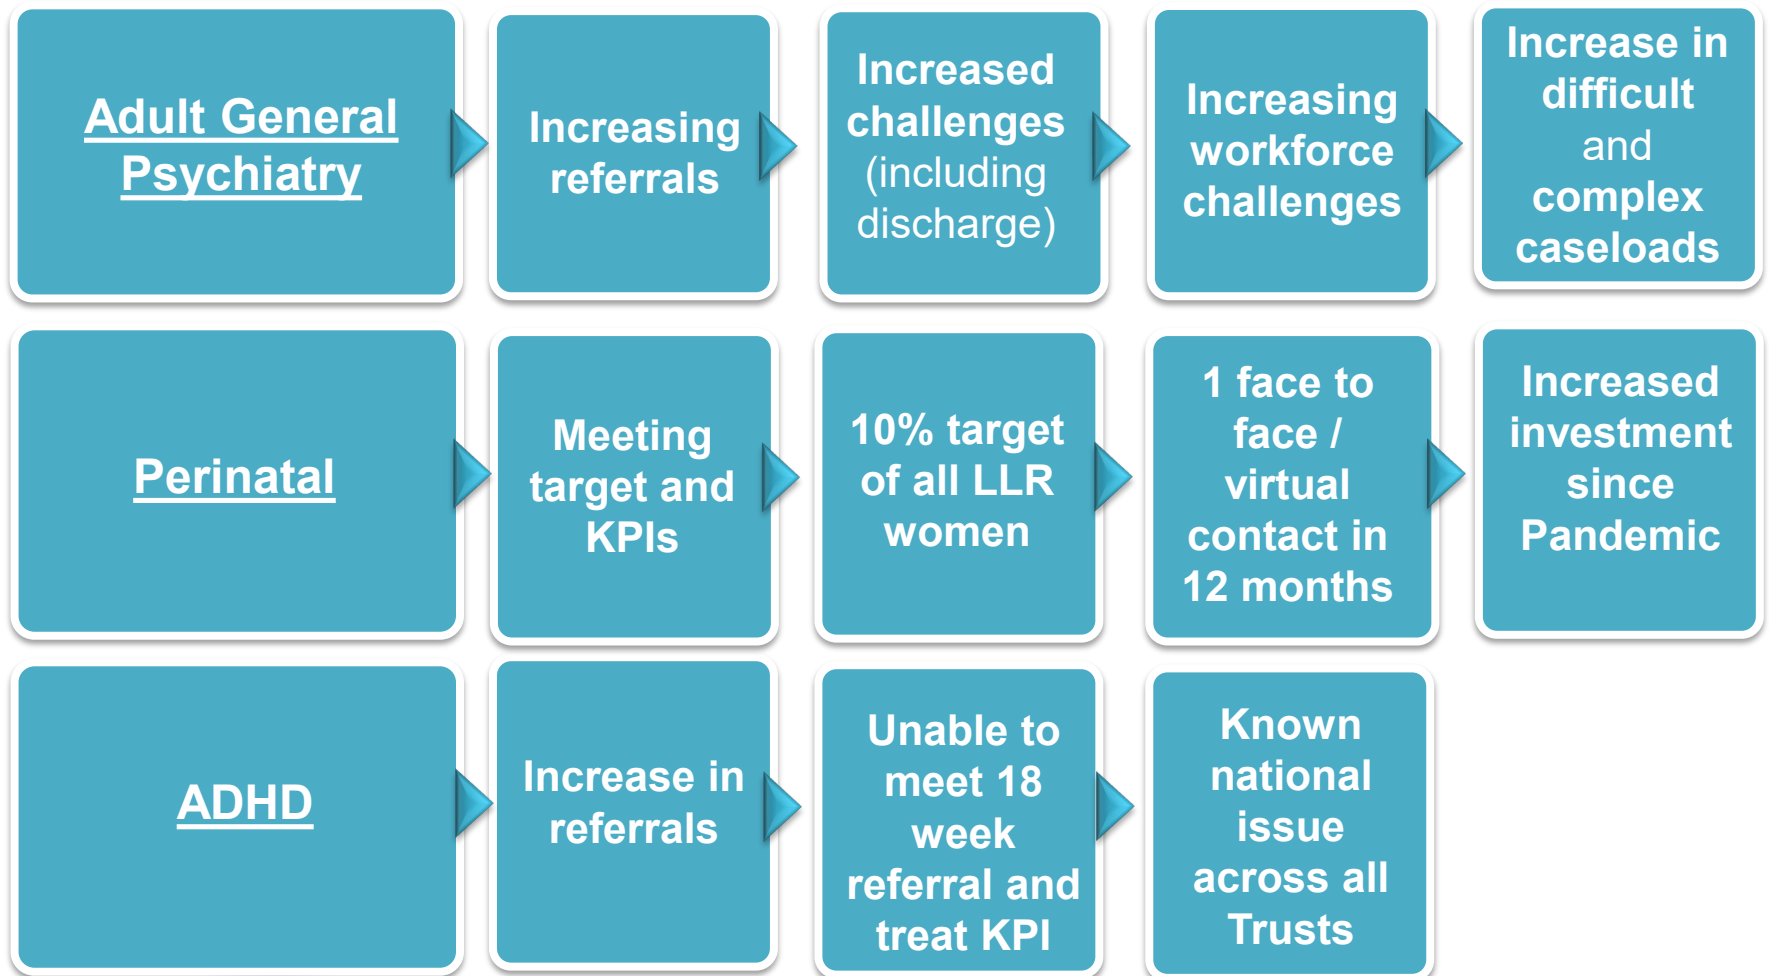 Adult General
Psychiatry
Increasing
referrals
Increased
challenges
(including
discharge)
Increasing
workforce
challenges
Increase in
difficult
and
complex
caseloads
Perinatal
Meeting
target and
KPIs
10% target
of all LLR
women
1 face to
face /
virtual
contact in
12 months
Increased
investment
since
Pandemic
ADHD
Increase in
referrals
Unable to
meet 18
week
referral and
treat KPI
Known
national
issue
across all
Trusts